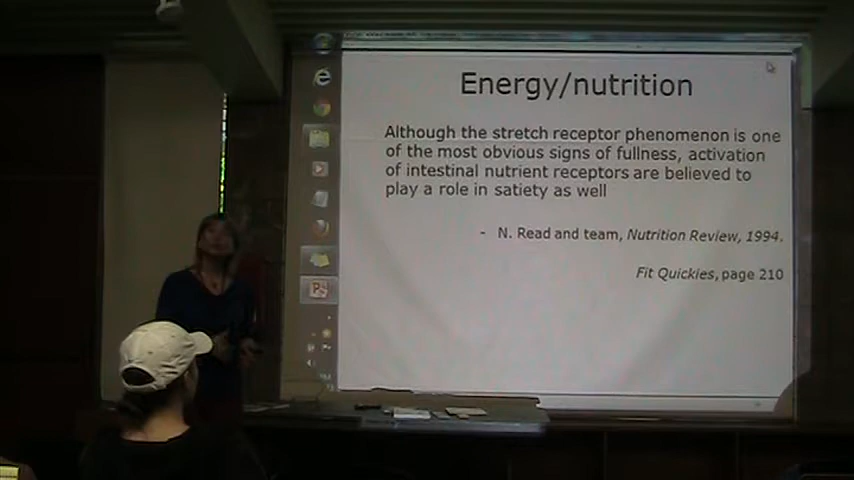 Energy/nutrition
Although the stretch receptor phenomenon is one
of the most obvious signs of fullness, activation
of intestinal nutrient receptors are believed to
play a role in satiety as well
- N. Read and team, Nutrition Review, 1994.
Fit Quickies, page 210